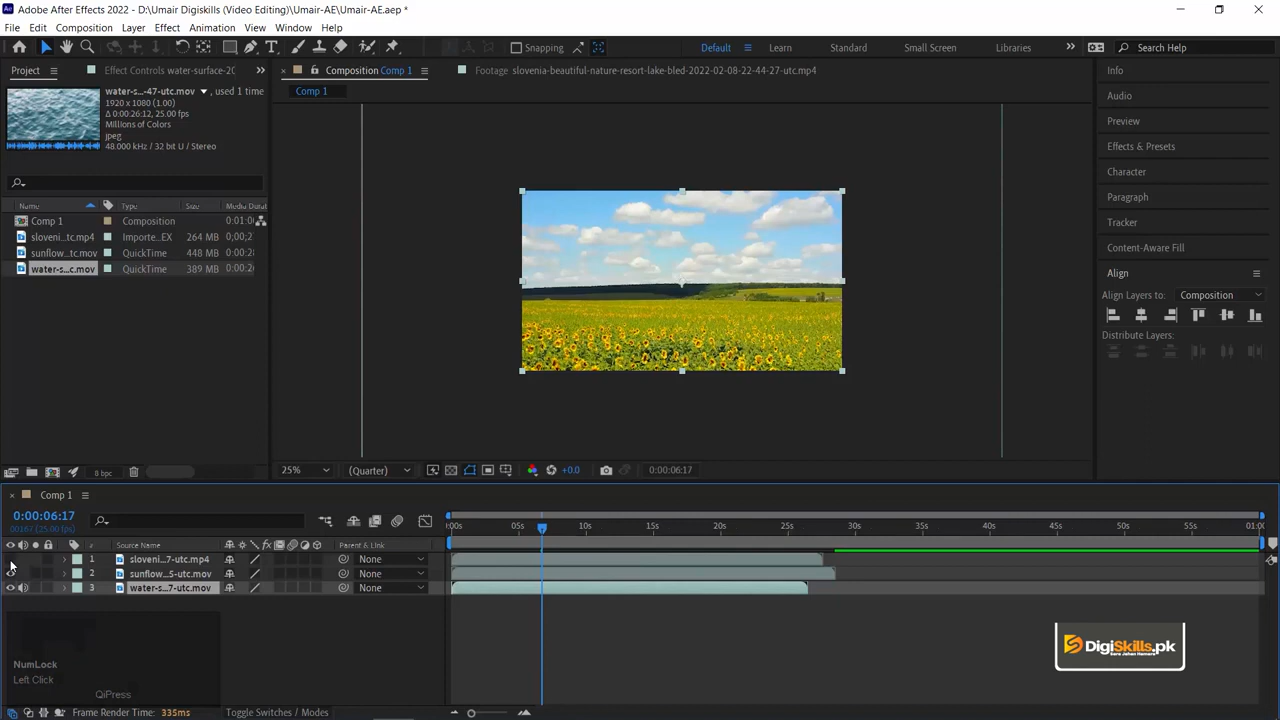 Adobe After Effects 2022 - D:\Umair Digiskills (Video Editing)\Umair-AE\Umair-AE.aep *
File Edit Composition Layer Effect Animation View Window Help
Snapping Default Learn Standard Small Screen Libraries Search Help
Project Effect Controls water-surface-20 Composition Comp 1 Footage slovenia-beautiful-nature-resort-lake-bled-2022-02-08-22-44-27-utc.mp4 Info
Comp 1
water-s...-47-utc.mov , used 1 time
1920 x 1080 (1.00)
Δ 0:00:26:12, 25.00 fps
Millions of Colors
jpeg
48.000 kHz / 32 bit U / Stereo
Audio
Preview
Effects & Presets
Character
Paragraph
Tracker
Content-Aware Fill
Align
Align Layers to: Composition
Distribute Layers:
Name Type Size Media Durat
Comp 1 Composition 0:01:0
sloveni...tc.mp4 Importe...EX 264 MB 0;00;2
sunflow...tc.mov QuickTime 448 MB 0:00:28
water-s...c.mov QuickTime 389 MB 0:00:26
8 bpc
25% (Quarter) +0.0 0:00:06:17
Comp 1
0:00:06:17
00167 (25.00 fps)
:00s 05s 10s 15s 20s 25s 30s 35s 40s 45s 50s 55s 01:00
# Source Name fx Parent & Link
1 sloveni...7-utc.mp4 None
2 sunflow...5-utc.mov None
3 water-s...7-utc.mov None
NumLock
Left Click
QiPress
DigiSkills.pk
Frame Render Time: 335ms Toggle Switches / Modes